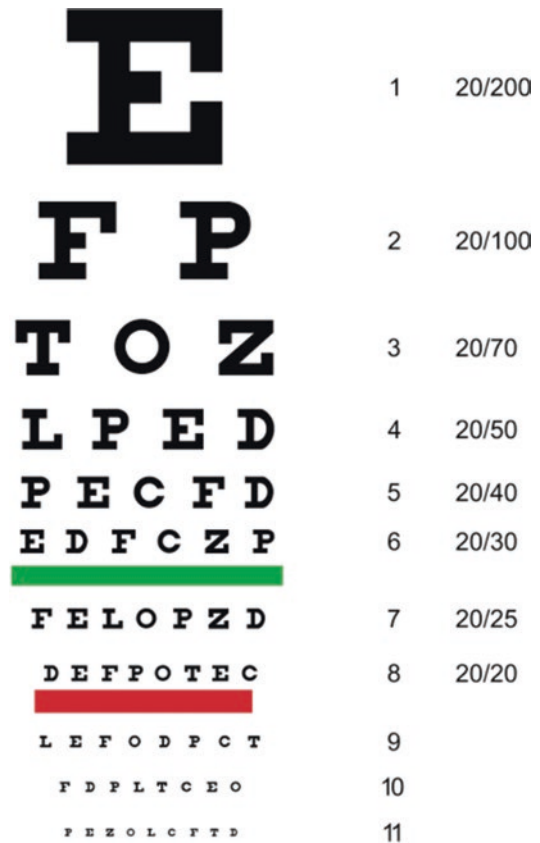 E 1 20/200
F P 2 20/100
T O Z 3 20/70
L P E D 4 20/50
P E C F D 5 20/40
E D F C Z P 6 20/30
F E L O P Z D 7 20/25
D E F P O T E C 8 20/20
L E F O D P C T 9
F D P L T C E O 10
P E Z O L C F T D 11